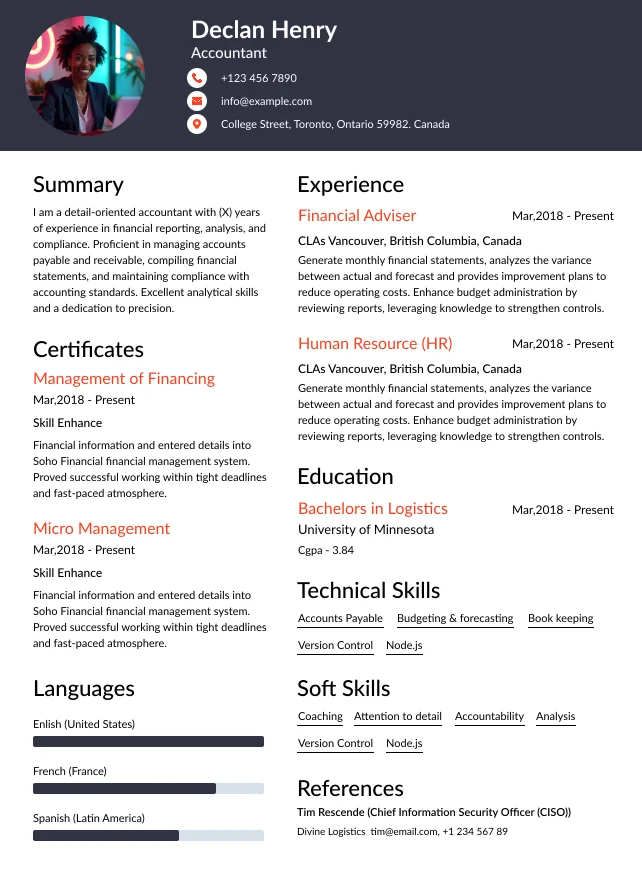 Declan Henry
Accountant
+123 456 7890
info@example.com
College Street, Toronto, Ontario 59982. Canada
Summary
I am a detail-oriented accountant with (X) years
of experience in financial reporting, analysis, and
compliance. Proficient in managing accounts
payable and receivable, compiling financial
statements, and maintaining compliance with
accounting standards. Excellent analytical skills
and a dedication to precision.
Certificates
Management of Financing
Mar,2018 - Present
Skill Enhance
Financial information and entered details into
Soho Financial financial management system.
Proved successful working within tight deadlines
and fast-paced atmosphere.
Micro Management
Mar,2018 - Present
Skill Enhance
Financial information and entered details into
Soho Financial financial management system.
Proved successful working within tight deadlines
and fast-paced atmosphere.
Languages
Enlish (United States)
French (France)
Spanish (Latin America)
Experience
Financial Adviser Mar,2018 - Present
CLAs Vancouver, British Columbia, Canada
Generate monthly financial statements, analyzes the variance
between actual and forecast and provides improvement plans to
reduce operating costs. Enhance budget administration by
reviewing reports, leveraging knowledge to strengthen controls.
Human Resource (HR) Mar,2018 - Present
CLAs Vancouver, British Columbia, Canada
Generate monthly financial statements, analyzes the variance
between actual and forecast and provides improvement plans to
reduce operating costs. Enhance budget administration by
reviewing reports, leveraging knowledge to strengthen controls.
Education
Bachelors in Logistics Mar,2018 - Present
University of Minnesota
Cgpa - 3.84
Technical Skills
Accounts Payable Budgeting & forecasting Book keeping
Version Control Node.js
Soft Skills
Coaching Attention to detail Accountability Analysis
Version Control Node.js
References
Tim Rescende (Chief Information Security Officer (CISO))
Divine Logistics tim@email.com, +1 234 567 89